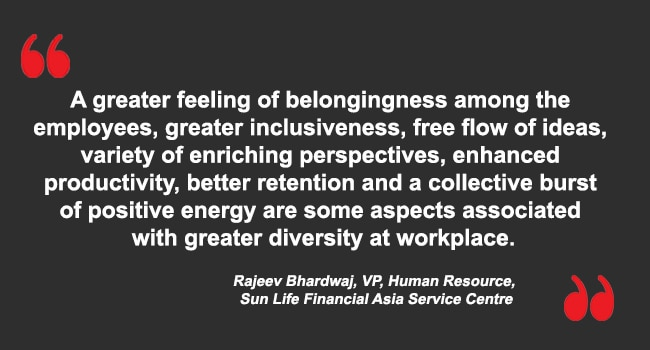 A greater feeling of belongingness among the
employees, greater inclusiveness, free flow of ideas,
variety of enriching perspectives, enhanced
productivity, better retention and a collective burst
of positive energy are some aspects associated
with greater diversity at workplace.
Rajeev Bhardwaj, VP, Human Resource,
Sun Life Financial Asia Service Centre